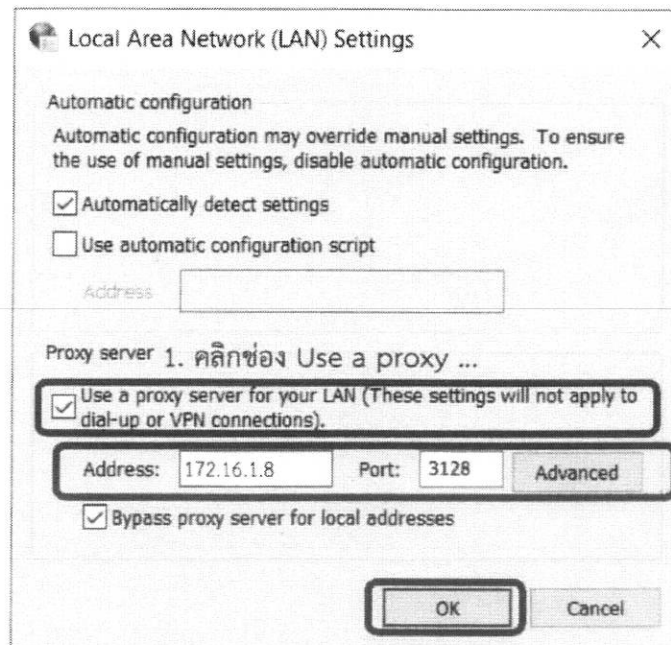 Local Area Network (LAN) Settings
Automatic configuration
Automatic configuration may override manual settings. To ensure
the use of manual settings, disable automatic configuration.
Automatically detect settings
Use automatic configuration script
Address
Proxy server 1. คลิกช่อง Use a proxy ...
Use a proxy server for your LAN (These settings will not apply to
dial-up or VPN connections).
Address: 172.16.1.8 Port: 3128 Advanced
Bypass proxy server for local addresses
OK Cancel